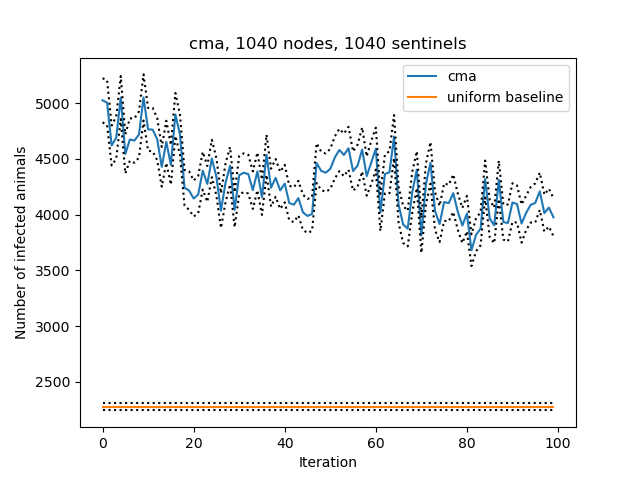 cma, 1040 nodes, 1040 sentinels
cma
uniform baseline
Number of infected animals
5000
4500
4000
3500
3000
2500
0 20 40 60 80 100
Iteration